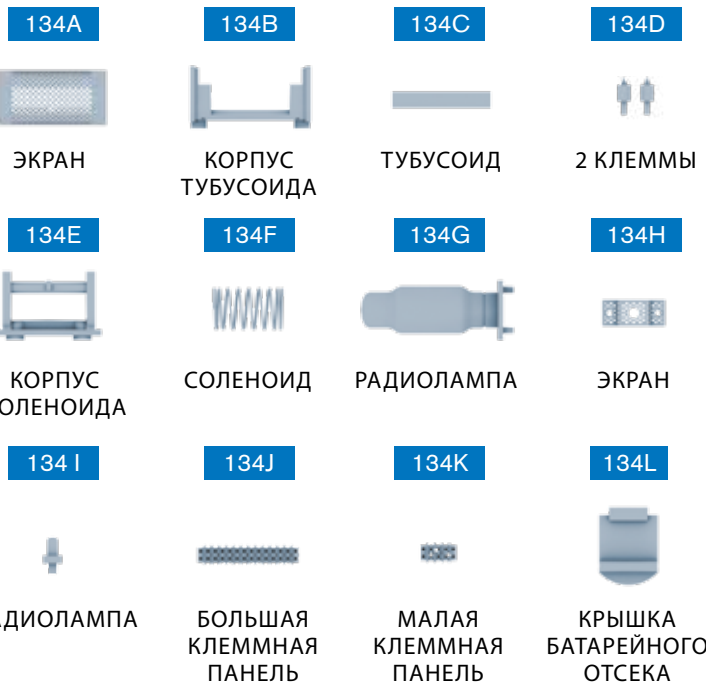 134A 134B 134C 134D
ЭКРАН
КОРПУС
ТУБУСОИДА
ТУБУСОИД
2 КЛЕММЫ
134E 134F 134G 134H
КОРПУС
ОЛЕНОИДА
СОЛЕНОИД
РАДИОЛАМПА
ЭКРАН
134 I 134J 134K 134L
АДИОЛАМПА
БОЛЬШАЯ
КЛЕММНАЯ
ПАНЕЛЬ
МАЛАЯ
КЛЕММНАЯ
ПАНЕЛЬ
КРЫШКА
БАТАРЕЙНОГО
ОТСЕКА